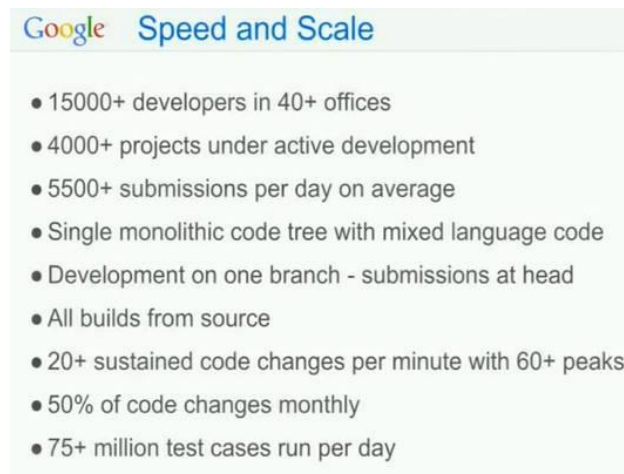 Google Speed and Scale
• 15000+ developers in 40+ offices
• 4000+ projects under active development
• 5500+ submissions per day on average
• Single monolithic code tree with mixed language code
• Development on one branch - submissions at head
• All builds from source
• 20+ sustained code changes per minute with 60+ peaks
• 50% of code changes monthly
• 75+ million test cases run per day